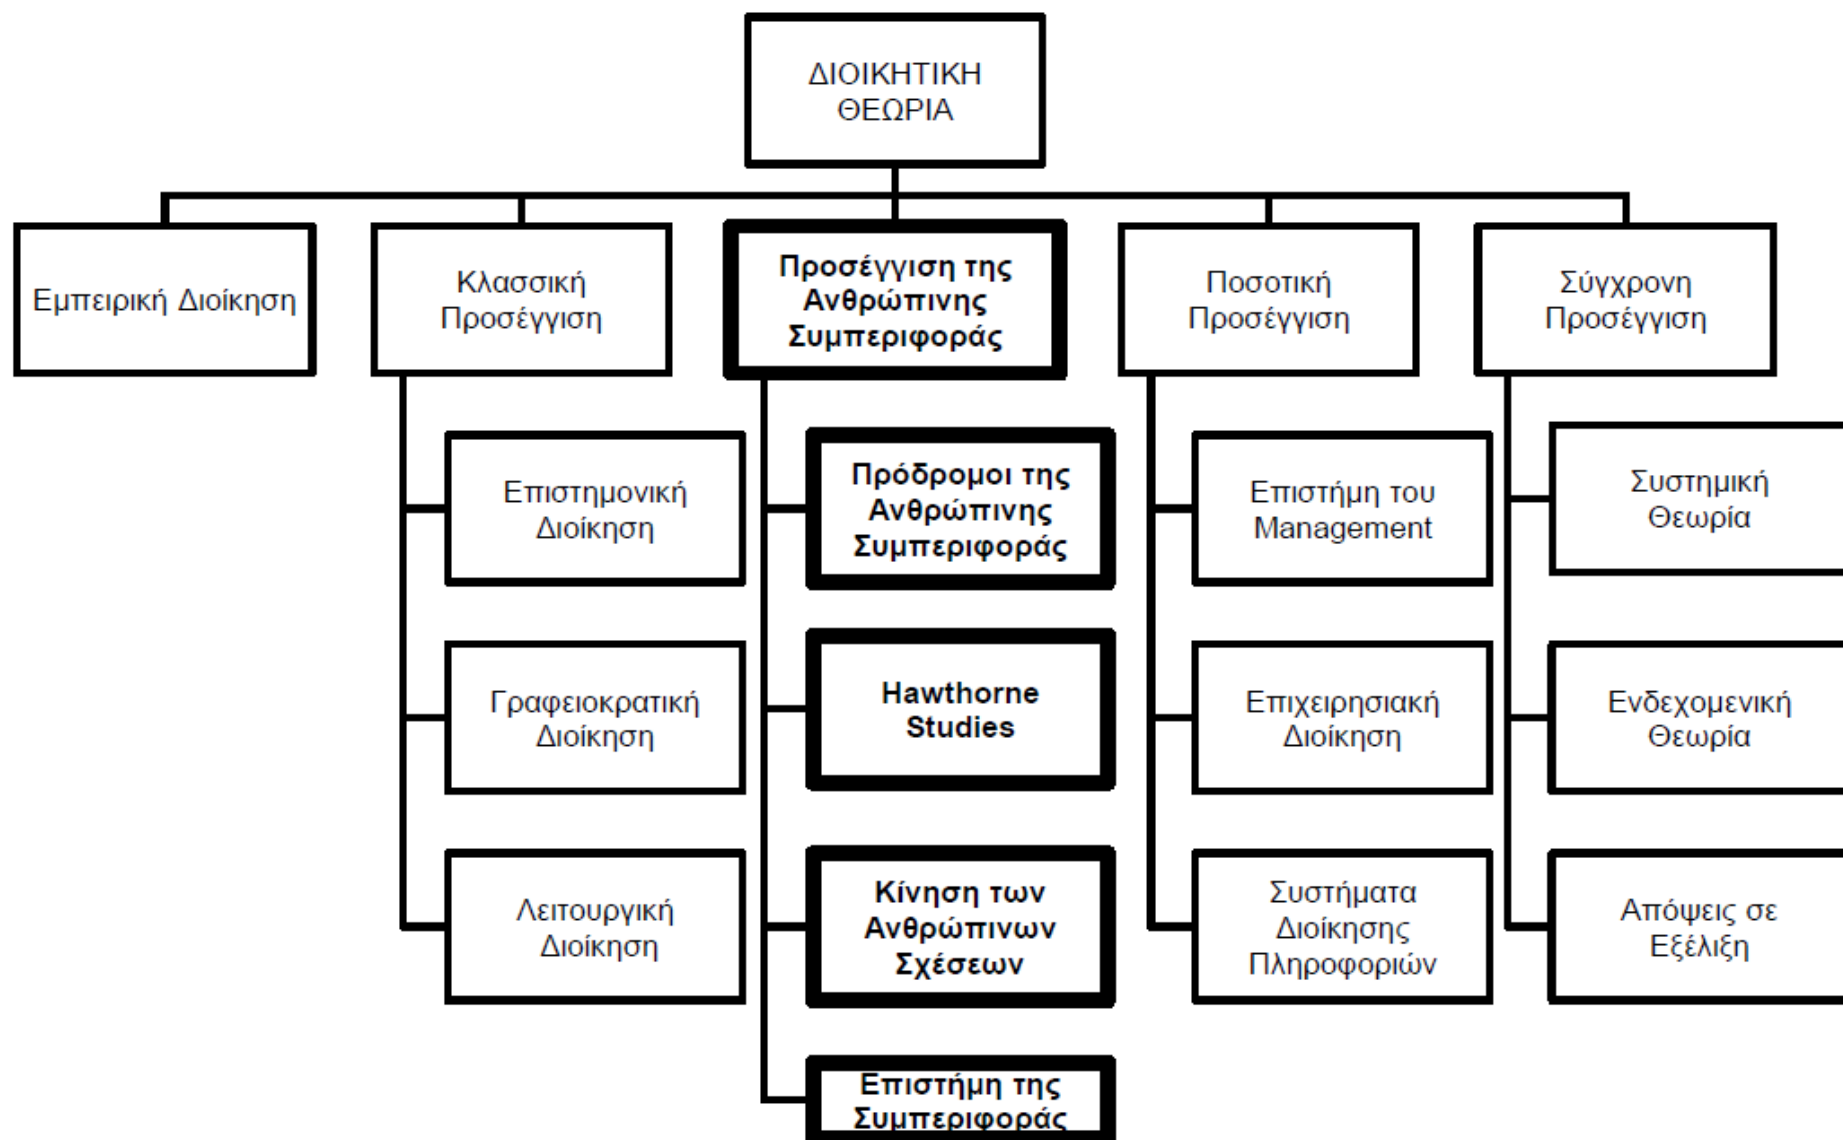 ΔΙΟΙΚΗΤΙΚΗ
ΘΕΩΡΙΑ
Εμπειρική Διοίκηση
Κλασσική
Προσέγγιση
Προσέγγιση της
Ανθρώπινης
Συμπεριφοράς
Ποσοτική
Προσέγγιση
Σύγχρονη
Προσέγγιση
Επιστημονική
Διοίκηση
Γραφειοκρατική
Διοίκηση
Λειτουργική
Διοίκηση
Πρόδρομοι της
Ανθρώπινης
Συμπεριφοράς
Hawthorne
Studies
Κίνηση των
Ανθρώπινων
Σχέσεων
Επιστήμη της
Συμπεριφοράς
Επιστήμη του
Management
Επιχειρησιακή
Διοίκηση
Συστήματα
Διοίκησης
Πληροφοριών
Συστημική
Θεωρία
Ενδεχομενική
Θεωρία
Απόψεις σε
Εξέλιξη